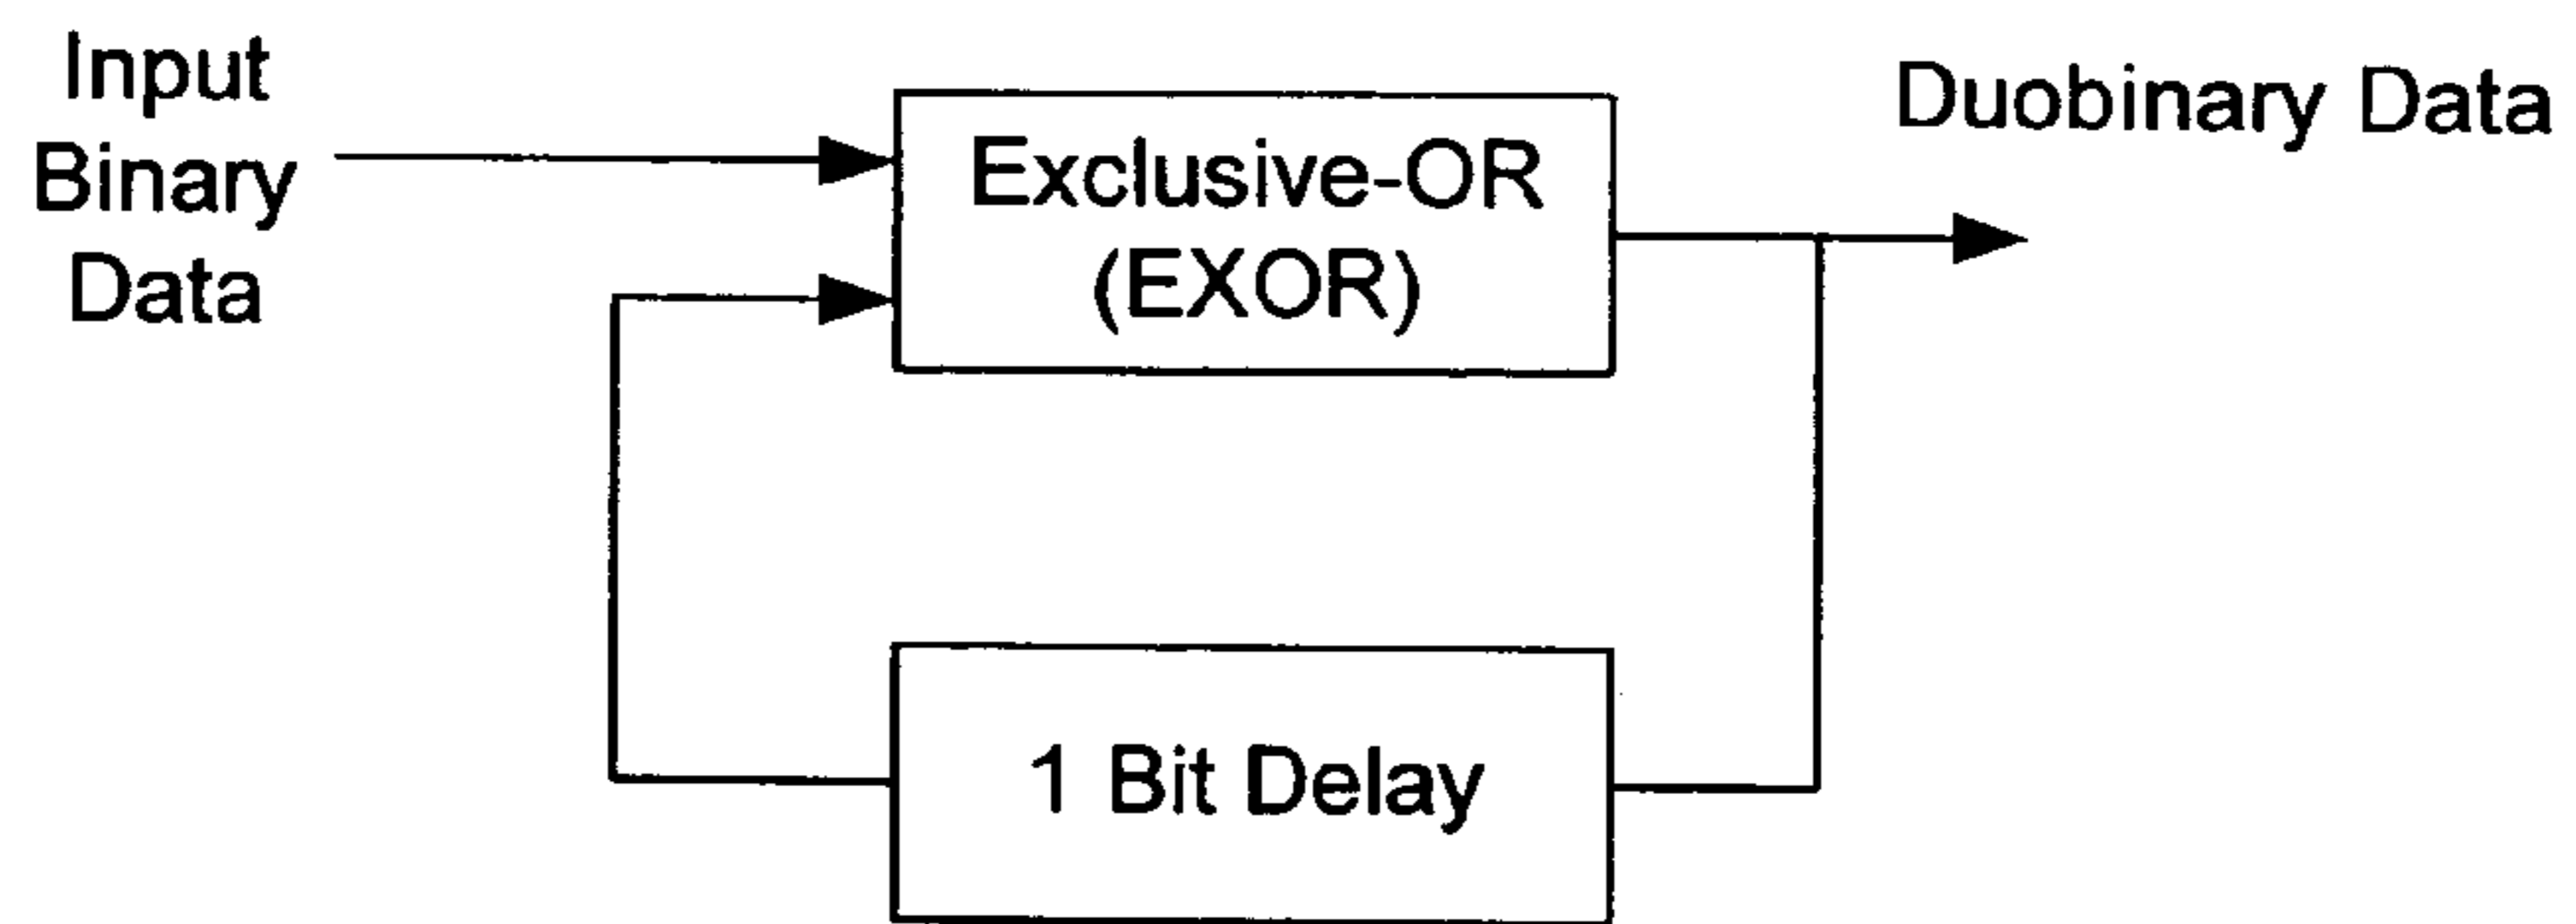 Input
Binary
Data
Exclusive-OR
(EXOR)
Duobinary Data
1 Bit Delay